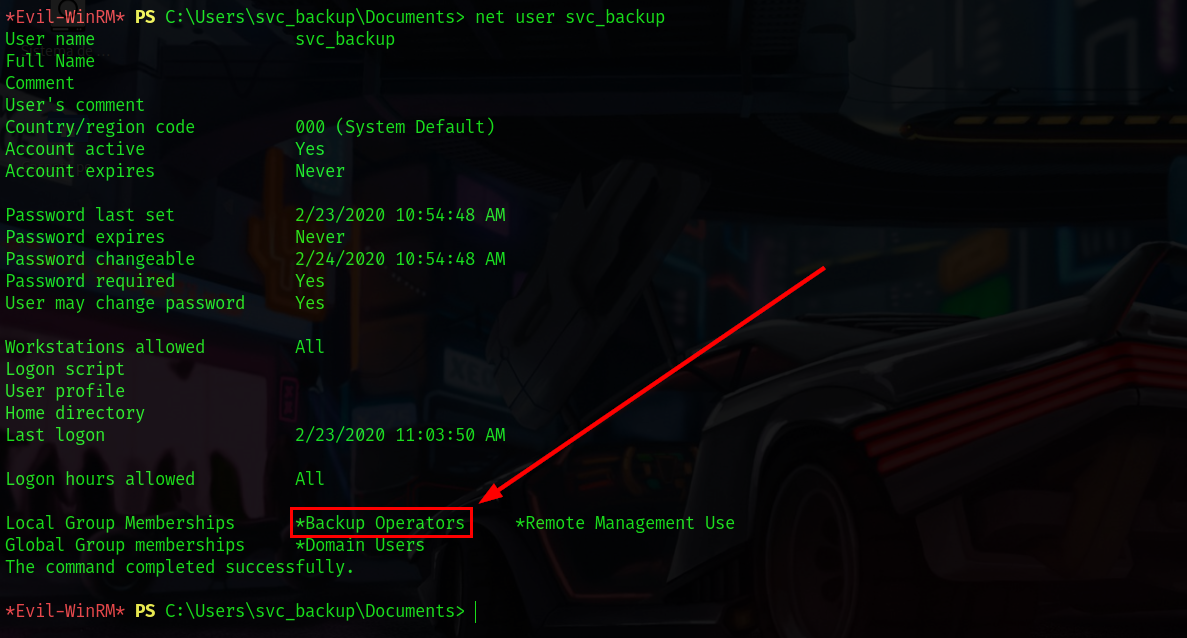 *Evil-WinRM* PS C:\Users\svc_backup\Documents> net user svc_backup
User name                    svc_backup
Full Name
Comment
User's comment
Country/region code          000 (System Default)
Account active               Yes
Account expires              Never
Password last set            2/23/2020 10:54:48 AM
Password expires             Never
Password changeable          2/24/2020 10:54:48 AM
Password required            Yes
User may change password     Yes
Workstations allowed         All
Logon script
User profile
Home directory
Last logon                   2/23/2020 11:03:50 AM
Logon hours allowed          All
Local Group Memberships      *Backup Operators     *Remote Management Use
Global Group memberships     *Domain Users
The command completed successfully.
*Evil-WinRM* PS C:\Users\svc_backup\Documents>